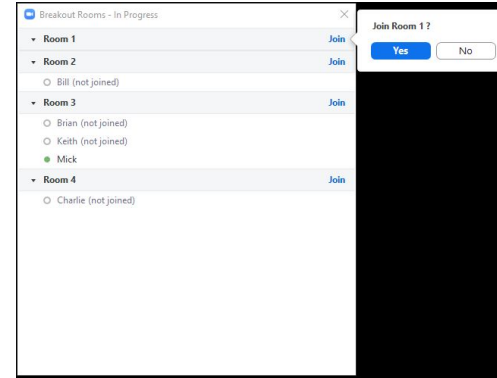 Breakout Rooms - In Progress
Join Room 1 ?
Yes
No
Room 1
Join
Room 2
Join
Bill (not joined)
Room 3
Join
Brian (not joined)
Keith (not joined)
Mick
Room 4
Join
Charlie (not joined)